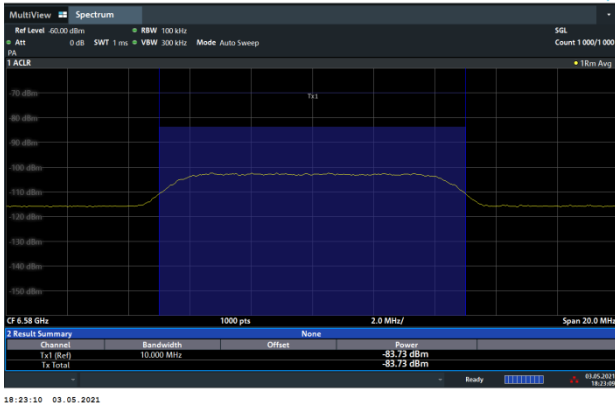 MultiView Spectrum
Ref Level -60.00 dBm RBW 100 kHz SGL
Att 0 dB SWT 1 ms VBW 300 kHz Mode Auto Sweep Count 1000/1000
PA
1 ACLR 1Rm Avg
-70 dBm
Tx1
-80 dBm
-90 dBm
-100 dBm
-110 dBm
-120 dBm
-130 dBm
-140 dBm
-150 dBm
CF 6.58 GHz 1000 pts 2.0 MHz/ Span 20.0 MHz
2 Result Summary None
Channel Bandwidth Offset Power
Tx1 (Ref) 10.000 MHz -83.73 dBm
Tx Total -83.73 dBm
Ready 03.05.2021
18:23:09
18:23:10 03.05.2021